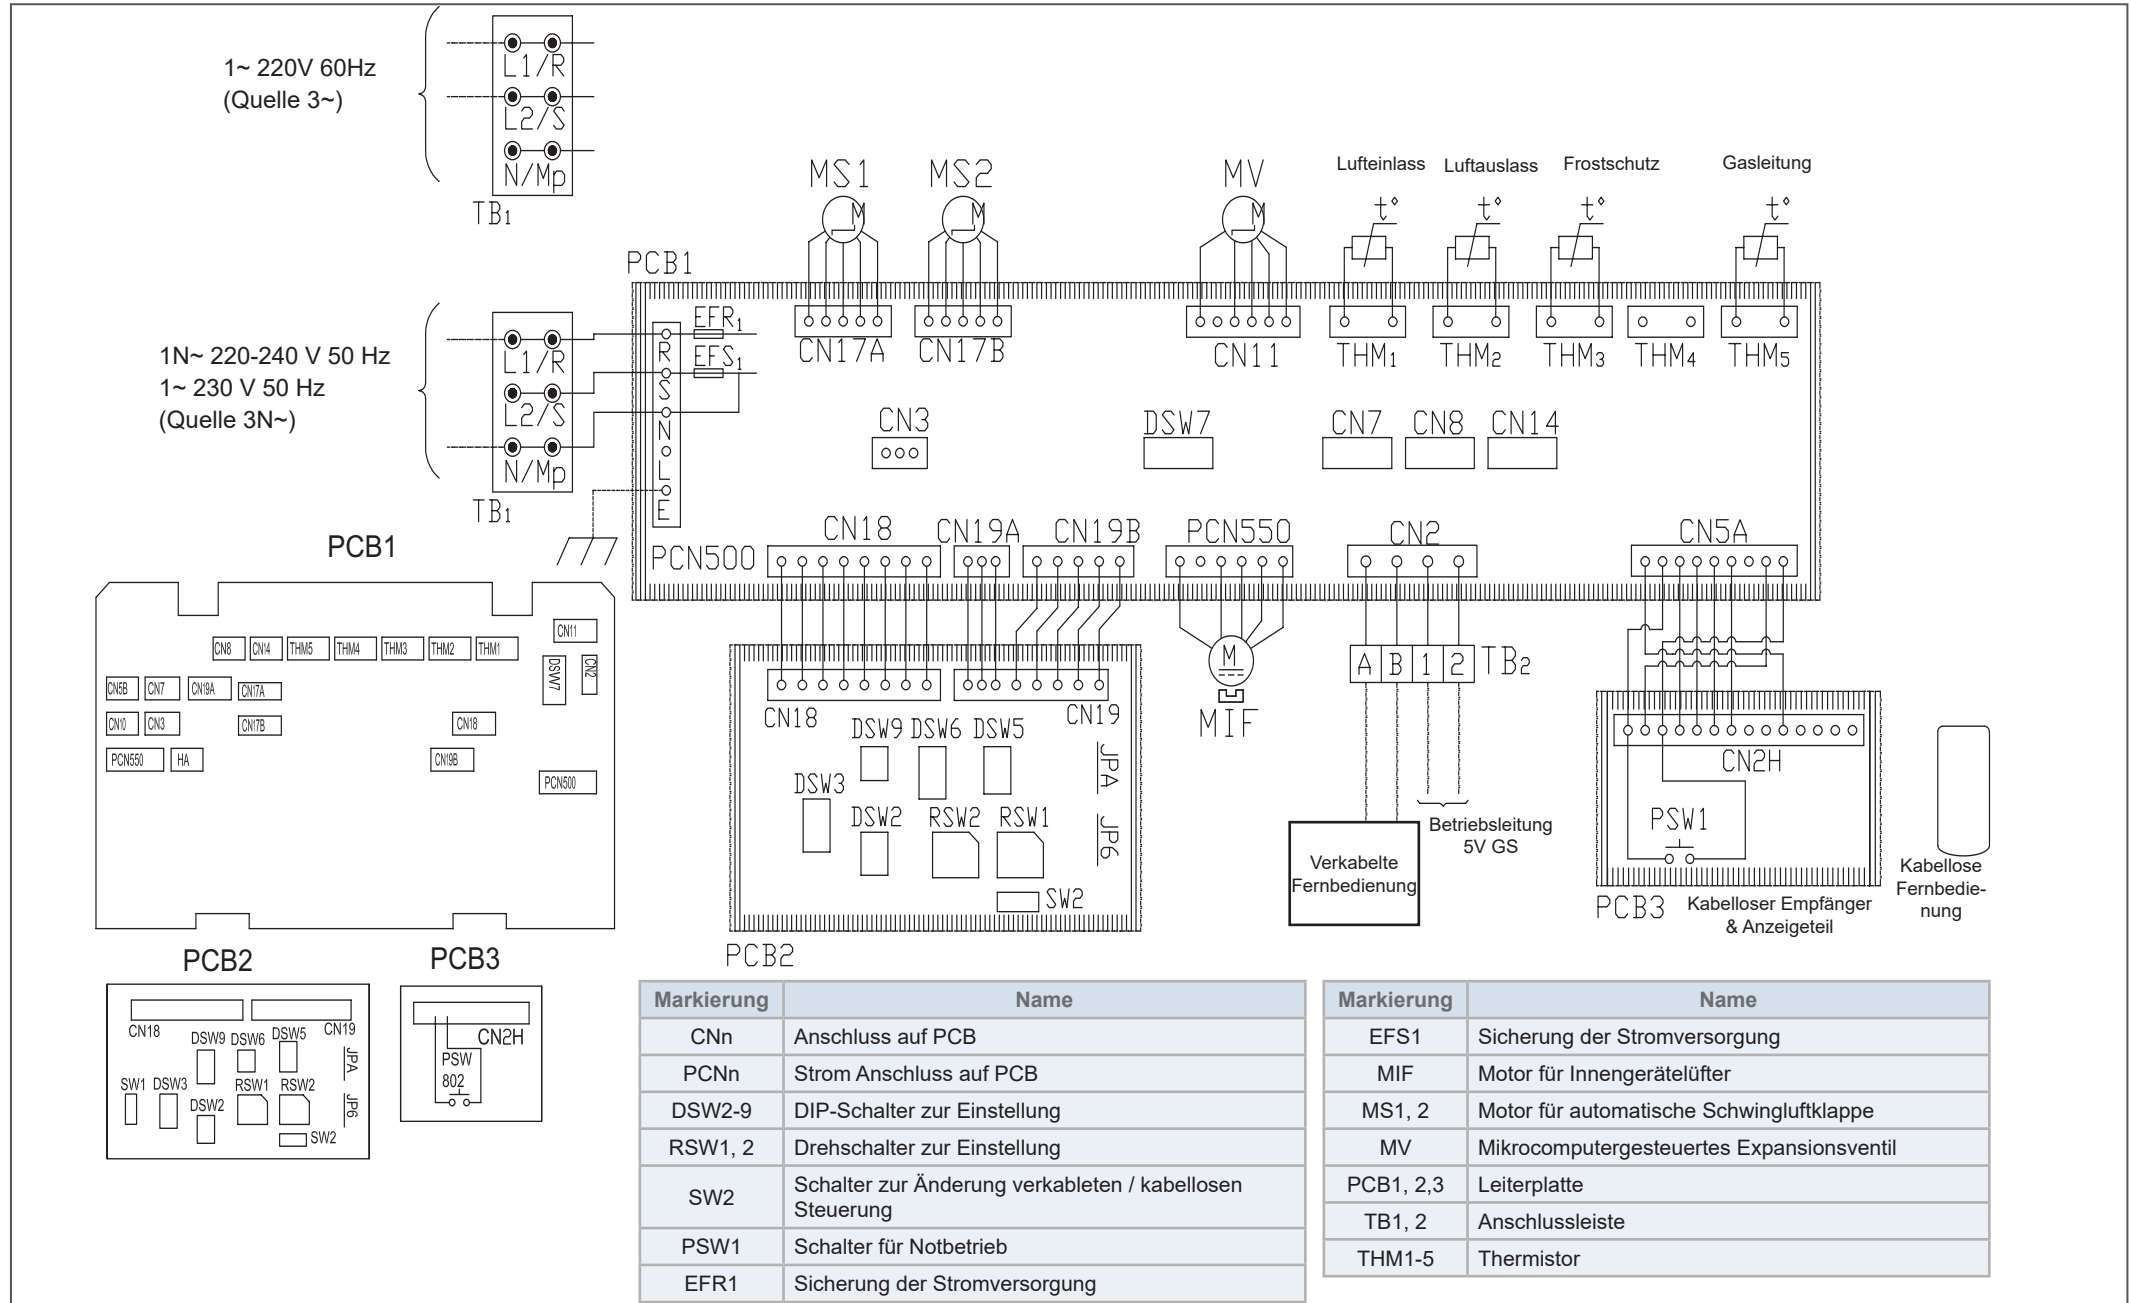 1~ 220V 60Hz
(Quelle 3~)
L1/R
L2/S
N/Mp
TB1
MS1
MS2
MV
Lufteinlass
Luftauslass
Frostschutz
Gasleitung
t°
t°
t°
t°
M
M
M
PCB1
1N~ 220-240 V 50 Hz
1~ 230 V 50 Hz
(Quelle 3N~)
L1/R
L2/S
N/Mp
TB1
R
S
N
L
E
EFR1
EFS1
CN17A
CN17B
CN11
THM1
THM2
THM3
THM4
THM5
CN3
DSW7
CN7
CN8
CN14
PCN500
CN18
CN19A
CN19B
PCN550
CN2
CN5A
PCB1
CN11
CN8
CN14
THM5
THM4
THM3
THM2
THM1
DSW7
CN2
CN5B
CN7
CN19A
CN17A
CN10
CN3
CN17B
CN18
PCN550
HA
CN19B
PCN500
CN18
CN19
DSW9
DSW6
DSW5
JPA
DSW3
DSW2
RSW2
RSW1
JP6
SW2
PCB2
M
MIF
A
B
1
2
TB2
Verkabelte
Fernbedienung
Betriebsleitung
5V GS
CN2H
PSW1
PCB3
Kabelloser Empfänger
& Anzeigeteil
Kabellose
Fernbedie-
nung
PCB2
CN18
CN19
DSW9
DSW6
DSW5
JPA
SW1
DSW3
RSW1
RSW2
DSW2
JP6
SW2
PCB3
CN2H
PSW
802
Markierung Name
CNn Anschluss auf PCB
PCNn Strom Anschluss auf PCB
DSW2-9 DIP-Schalter zur Einstellung
RSW1, 2 Drehschalter zur Einstellung
SW2 Schalter zur Änderung verkableten / kabellosen
Steuerung
PSW1 Schalter für Notbetrieb
EFR1 Sicherung der Stromversorgung
Markierung Name
EFS1 Sicherung der Stromversorgung
MIF Motor für Innengerätelüfter
MS1, 2 Motor für automatische Schwingluftklappe
MV Mikrocomputergesteuertes Expansionsventil
PCB1, 2,3 Leiterplatte
TB1, 2 Anschlussleiste
THM1-5 Thermistor